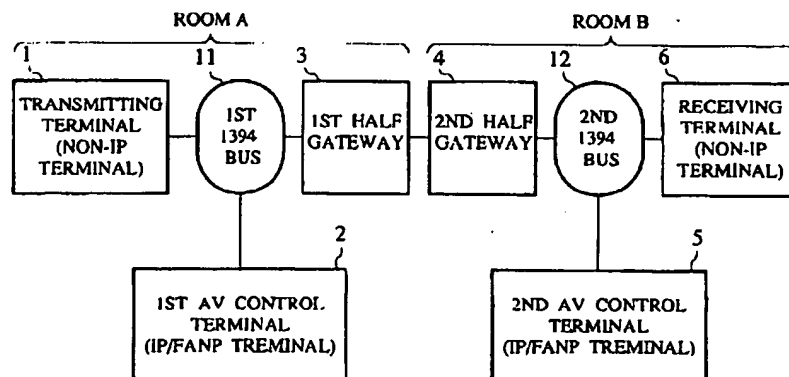 ROOM A
ROOM B
1
11
3
4
12
6
TRANSMITTING
TERMINAL
(NON-IP
TERMINAL)
1ST
1394
BUS
1ST HALF
GATEWAY
2ND HALF
GATEWAY
2ND
1394
BUS
RECEIVING
TERMINAL
(NON-IP
TERMINAL)
2
5
1ST AV CONTROL
TERMINAL
(IP/FANP TREMINAL)
2ND AV CONTROL
TERMINAL
(IP/FANP TREMINAL)